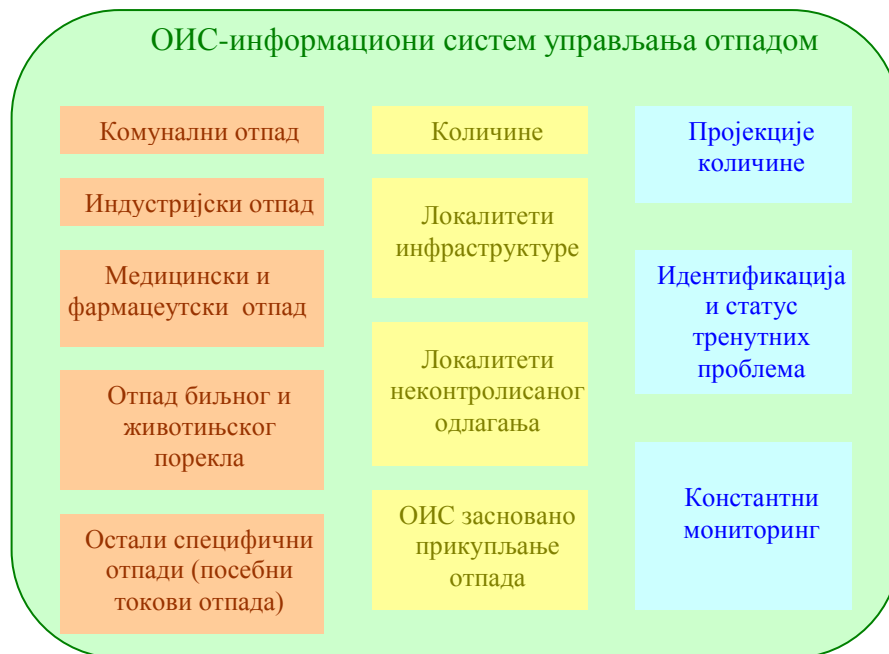 ОИС-информациони систем управљања отпадом
Комунални отпад
Индустријски отпад
Медицински и
фармацеутски отпад
Отпад биљног и
животињског
порекла
Остали специфични
отпади (посебни
токови отпада)
Количине
Локалитети
инфраструктуре
Локалитети
неконтролисаног
одлагања
ОИС засновано
прикупљање
отпада
Пројекције
количине
Идентификација
и статус
тренутних
проблема
Константни
мониторинг